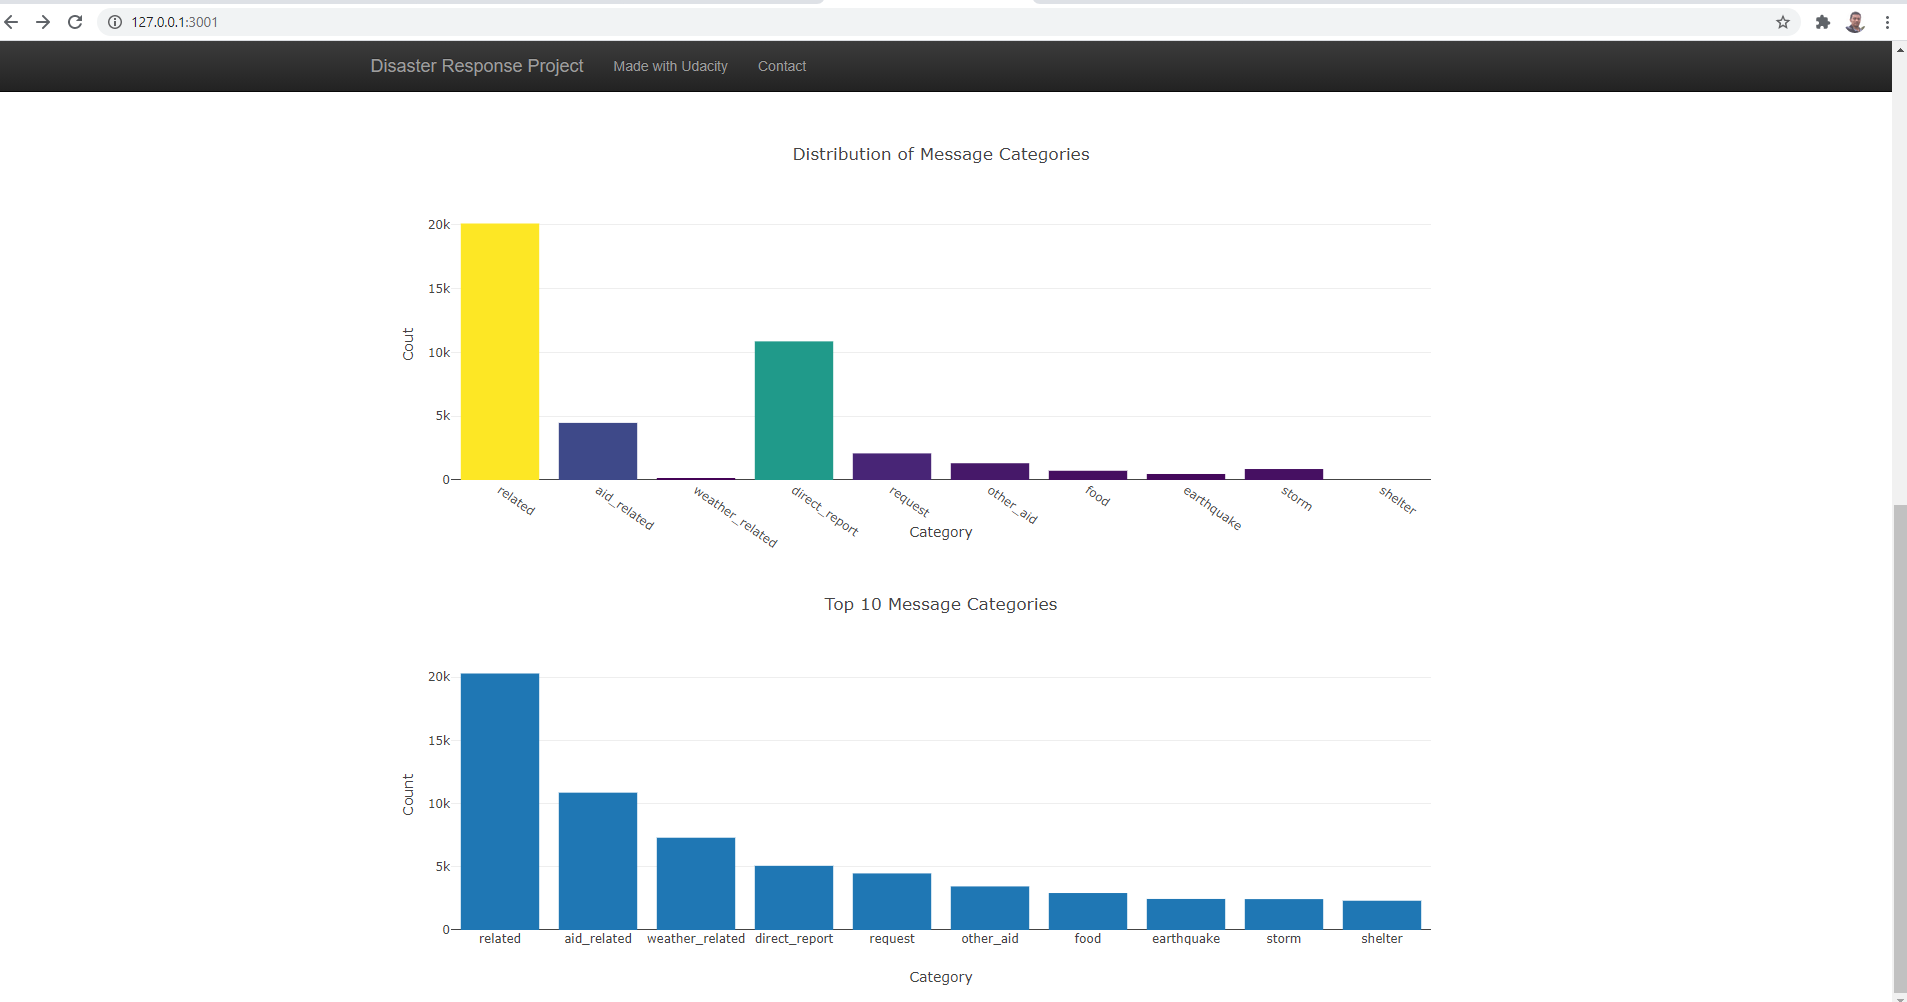 127.0.0.1:3001
Disaster Response Project Made with Udacity Contact
Distribution of Message Categories
20k
15k
10k
5k
0
Cout
related aid_related weather_related direct_report request other_aid food earthquake storm shelter
Category
Top 10 Message Categories
20k
15k
10k
5k
0
Count
related aid_related weather_related direct_report request other_aid food earthquake storm shelter
Category